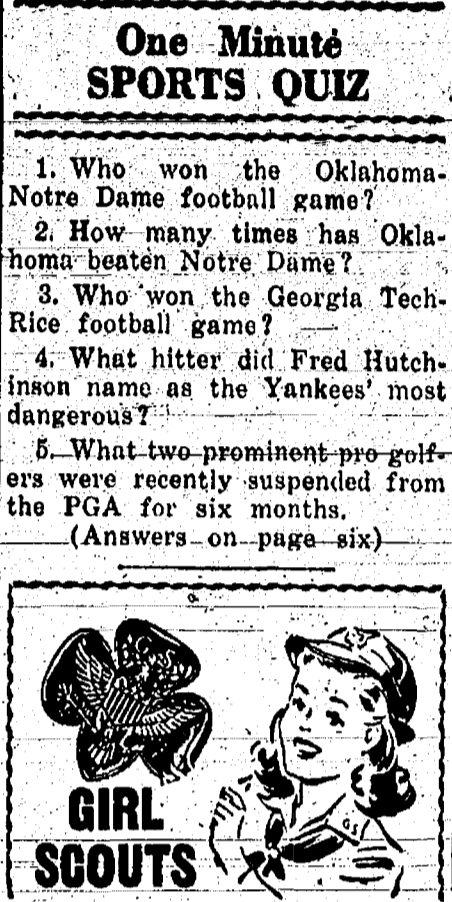 One Minute
SPORTS QUIZ
1. Who won the Oklahoma-
Notre Dame football game?
2. How many times has Okla-
homa beaten Notre Dame?
3. Who won the Georgia Tech-
Rice football game?
4. What hitter did Fred Hutch-
inson name as the Yankees' most
dangerous?
5. What two prominent pro golf-
ers were recently suspended from
the PGA for six months.
(Answers on page six)
GS
GS
GIRL
SCOUTS